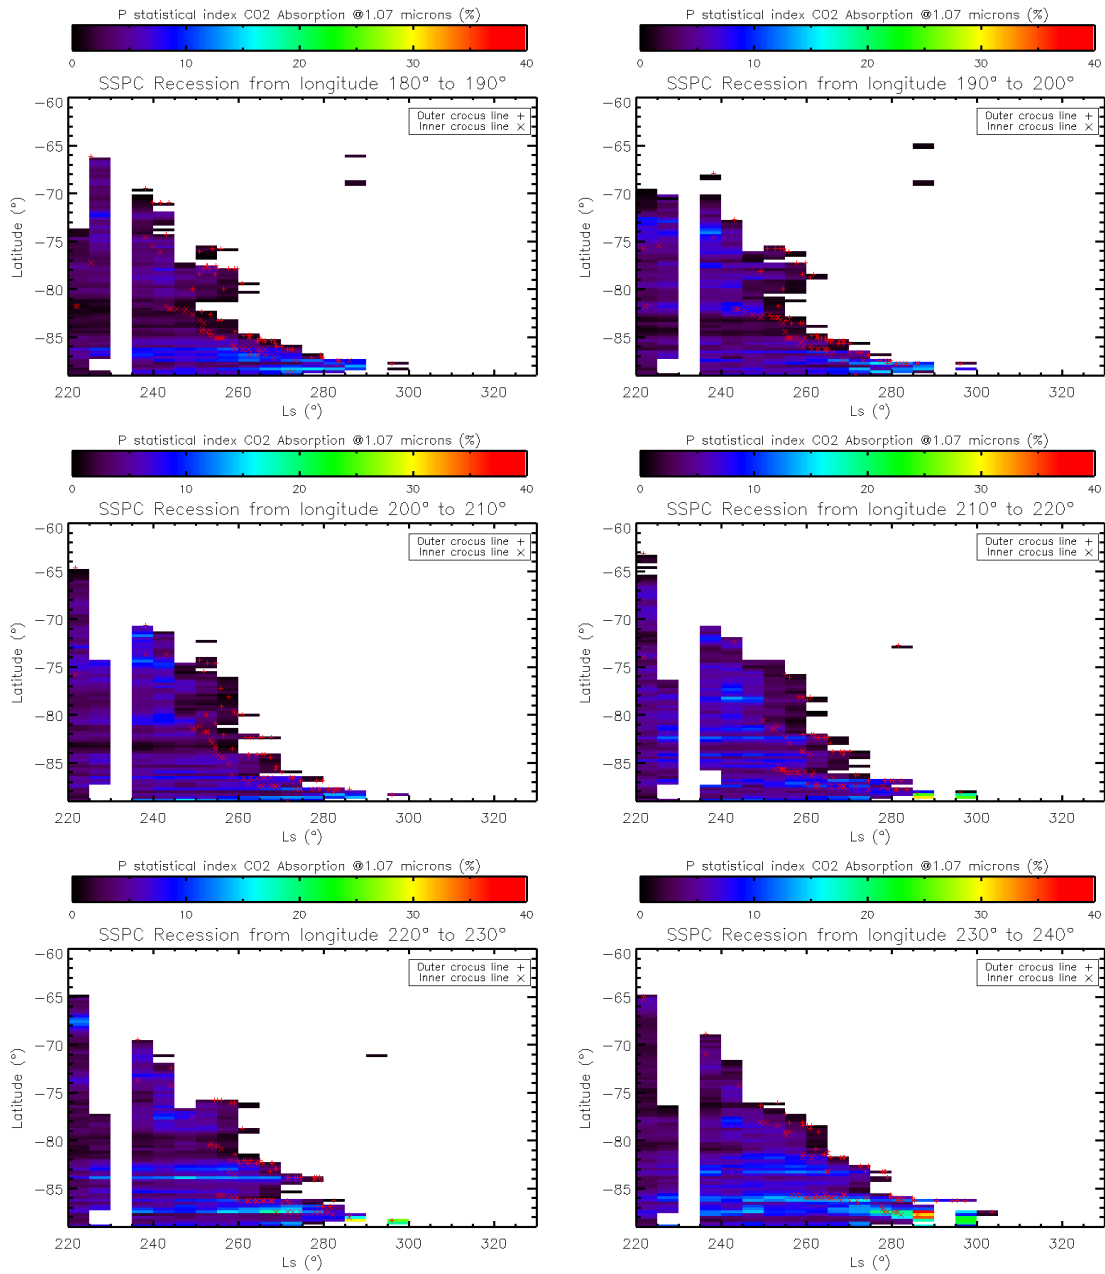 P statistical index CO2 Absorption @1.07 microns (%)
0 10 20 30 40
SSPC Recession from longitude 180° to 190°
Outer crocus line +
Inner crocus line ×
Latitude (°)
-60
-65
-70
-75
-80
-85
220 240 260 280 300 320
Ls (°)
P statistical index CO2 Absorption @1.07 microns (%)
0 10 20 30 40
SSPC Recession from longitude 190° to 200°
Outer crocus line +
Inner crocus line ×
Latitude (°)
-60
-65
-70
-75
-80
-85
220 240 260 280 300 320
Ls (°)
P statistical index CO2 Absorption @1.07 microns (%)
0 10 20 30 40
SSPC Recession from longitude 200° to 210°
Outer crocus line +
Inner crocus line ×
Latitude (°)
-60
-65
-70
-75
-80
-85
220 240 260 280 300 320
Ls (°)
P statistical index CO2 Absorption @1.07 microns (%)
0 10 20 30 40
SSPC Recession from longitude 210° to 220°
Outer crocus line +
Inner crocus line ×
Latitude (°)
-60
-65
-70
-75
-80
-85
220 240 260 280 300 320
Ls (°)
P statistical index CO2 Absorption @1.07 microns (%)
0 10 20 30 40
SSPC Recession from longitude 220° to 230°
Outer crocus line +
Inner crocus line ×
Latitude (°)
-60
-65
-70
-75
-80
-85
220 240 260 280 300 320
Ls (°)
P statistical index CO2 Absorption @1.07 microns (%)
0 10 20 30 40
SSPC Recession from longitude 230° to 240°
Outer crocus line +
Inner crocus line ×
Latitude (°)
-60
-65
-70
-75
-80
-85
220 240 260 280 300 320
Ls (°)